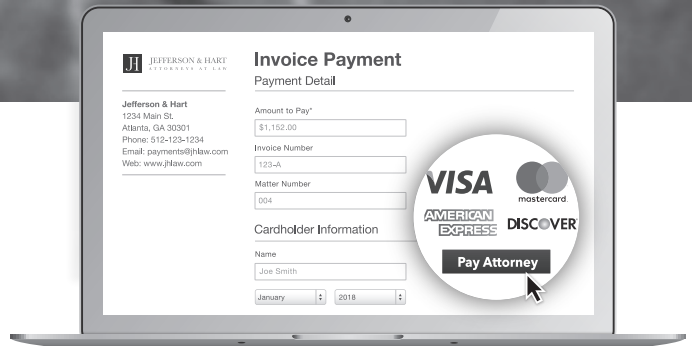 JH
JEFFERSON & HART
ATTORNEYS AT LAW
Jefferson & Hart
1234 Main St.
Atlanta, GA 30301
Phone: 512-123-1234
Email: payments@jhlaw.com
Web: www.jhlaw.com
Invoice Payment
Payment Detail
Amount to Pay*
$1,152.00
Invoice Number
123-A
Matter Number
004
Cardholder Information
Name
Joe Smith
January 2018
VISA
mastercard.
AMERICAN
EXPRESS
DISCOVER
Pay Attorney